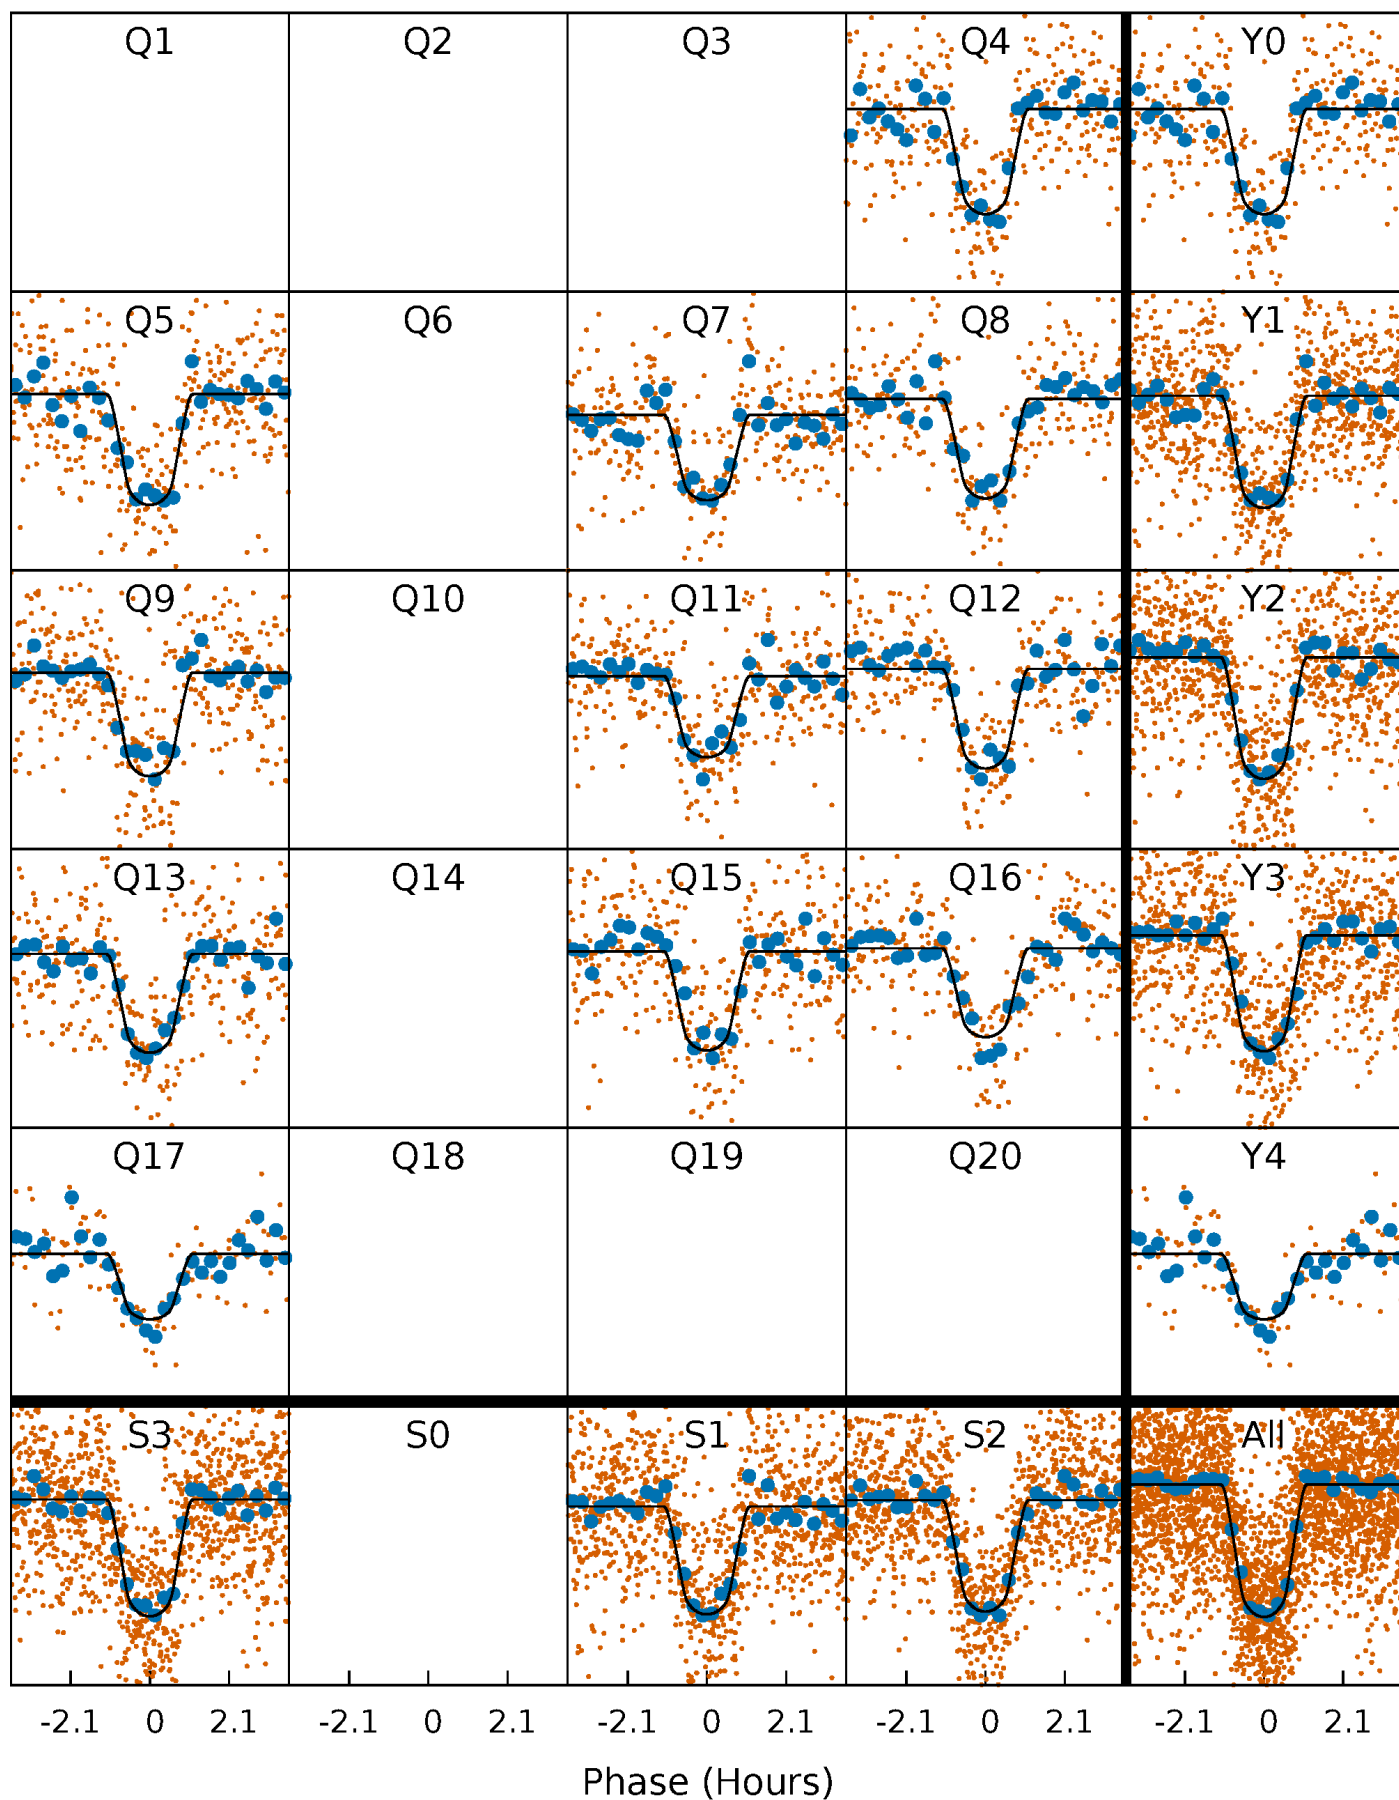 Q1 Q2 Q3 Q4 Y0
Q5 Q6 Q7 Q8 Y1
Q9 Q10 Q11 Q12 Y2
Q13 Q14 Q15 Q16 Y3
Q17 Q18 Q19 Q20 Y4
S3 S0 S1 S2 All
-2.1 0 2.1 -2.1 0 2.1 -2.1 0 2.1 -2.1 0 2.1 -2.1 0 2.1
Phase (Hours)